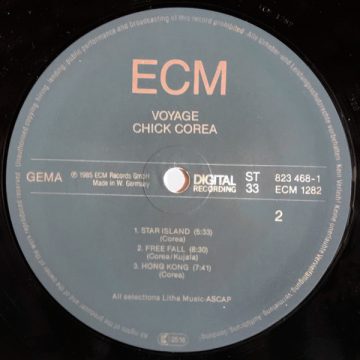 ECM
VOYAGE
CHICK COREA
GEMA
℗ 1985 ECM Records GmbH
Made in W. Germany
DIGITAL
RECORDING
ST
33
823 468-1
ECM 1282
2
1. STAR ISLAND (5:33)
(Corea)
2. FREE FALL (8:30)
(Corea/Kujala)
3. HONG KONG (7:41)
(Corea)
All selections Litha Music-ASCAP